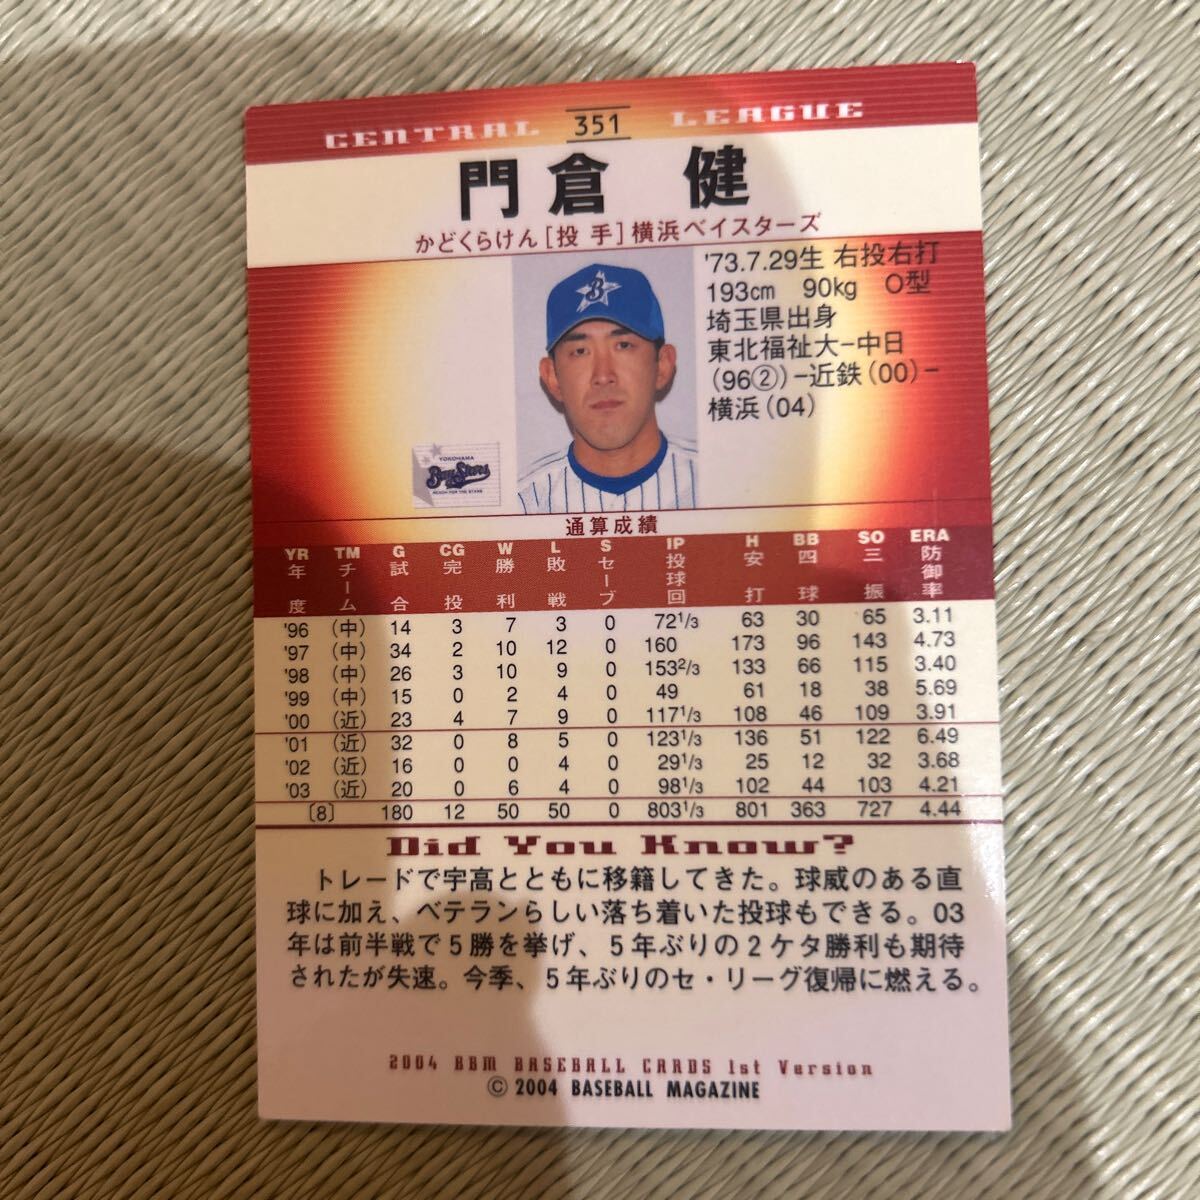 CENTRAL 351 LEAGUE
門倉 健
かどくらけん[投 手]横浜ベイスターズ
'73.7.29生 右投右打
193cm 90kg O型
埼玉県出身
東北福祉大−中日
(96②)−近鉄(00)−
横浜(04)
YOKOHAMA
BayStars
REACH FOR THE STARS
通算成績
YR TM G CG W L S IP H BB SO ERA
年度 チーム 試合 完投 勝利 敗戦 セーブ 投球回 安打 四球 三振 防御率
'96 (中) 14 3 7 3 0 72 1/3 63 30 65 3.11
'97 (中) 34 2 10 12 0 160 173 96 143 4.73
'98 (中) 26 3 10 9 0 153 2/3 133 66 115 3.40
'99 (中) 15 0 2 4 0 49 61 18 38 5.69
'00 (近) 23 4 7 9 0 117 1/3 108 46 109 3.91
'01 (近) 32 0 8 5 0 123 1/3 136 51 122 6.49
'02 (近) 16 0 0 4 0 29 1/3 25 12 32 3.68
'03 (近) 20 0 6 4 0 98 1/3 102 44 103 4.21
[8] 180 12 50 50 0 803 1/3 801 363 727 4.44
Did You Know?
トレードで宇高とともに移籍してきた。球威のある直
球に加え、ベテランらしい落ち着いた投球もできる。03
年は前半戦で5勝を挙げ、5年ぶりの2ケタ勝利も期待
されたが失速。今季、5年ぶりのセ・リーグ復帰に燃える。
2004 BBM BASEBALL CARDS 1st Version
© 2004 BASEBALL MAGAZINE